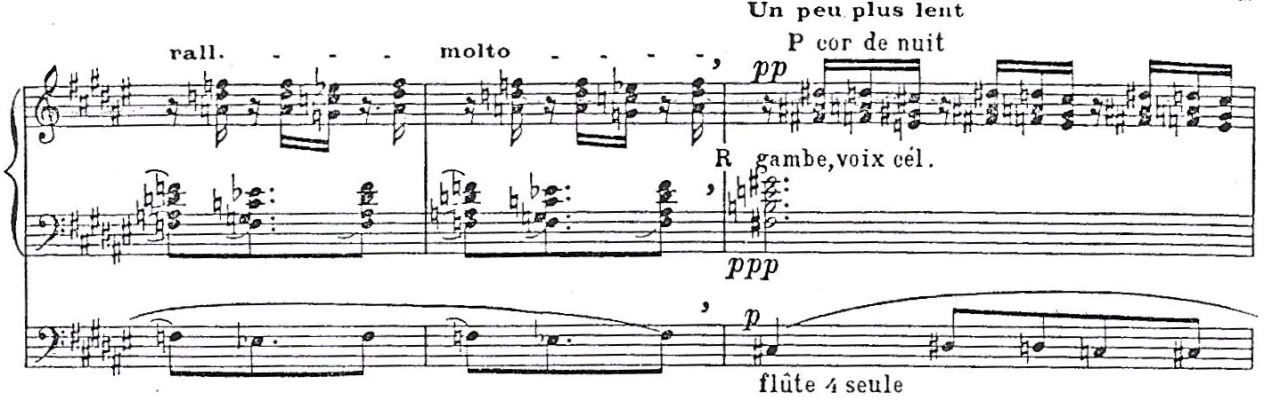 Un peu plus lent
rall. - - - molto - - - -
P cor de nuit
pp
R gambe, voix cél.
ppp
p
flûte 4 seule